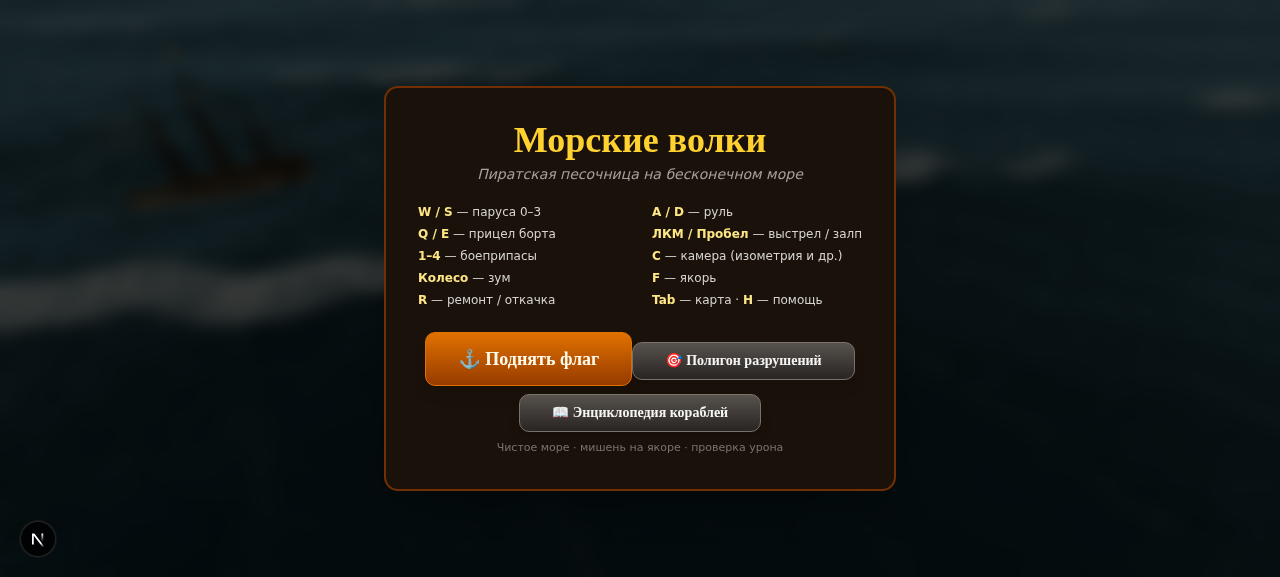 Морские волки
Пиратская песочница на бесконечном море
W / S — паруса 0–3
A / D — руль
Q / E — прицел борта
ЛКМ / Пробел — выстрел / залп
1–4 — боеприпасы
C — камера (изометрия и др.)
Колесо — зум
F — якорь
R — ремонт / откачка
Tab — карта · H — помощь
⚓ Поднять флаг
🎯 Полигон разрушений
📖 Энциклопедия кораблей
Чистое море · мишень на якоре · проверка урона
N